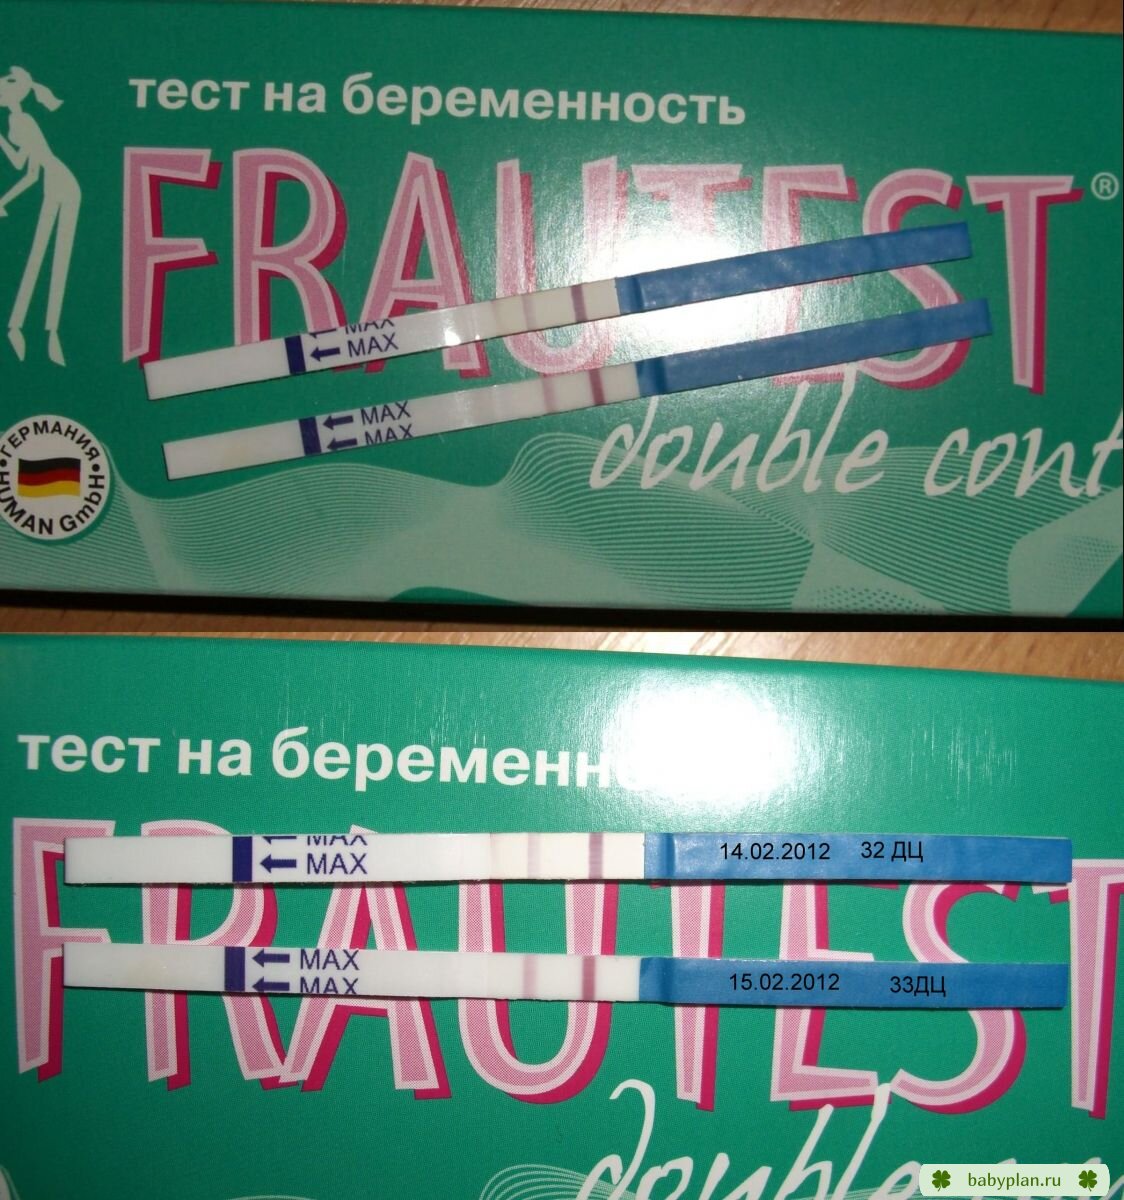 тест на беременность
FRAUTEST®
MAX
MAX
MAX
MAX
double cont
ГЕРМАНИЯ
HUMAN GmbH
тест на беременн
FRAUTEST
MAX
MAX
14.02.2012 32 ДЦ
MAX
MAX
15.02.2012 33ДЦ
double
babyplan.ru